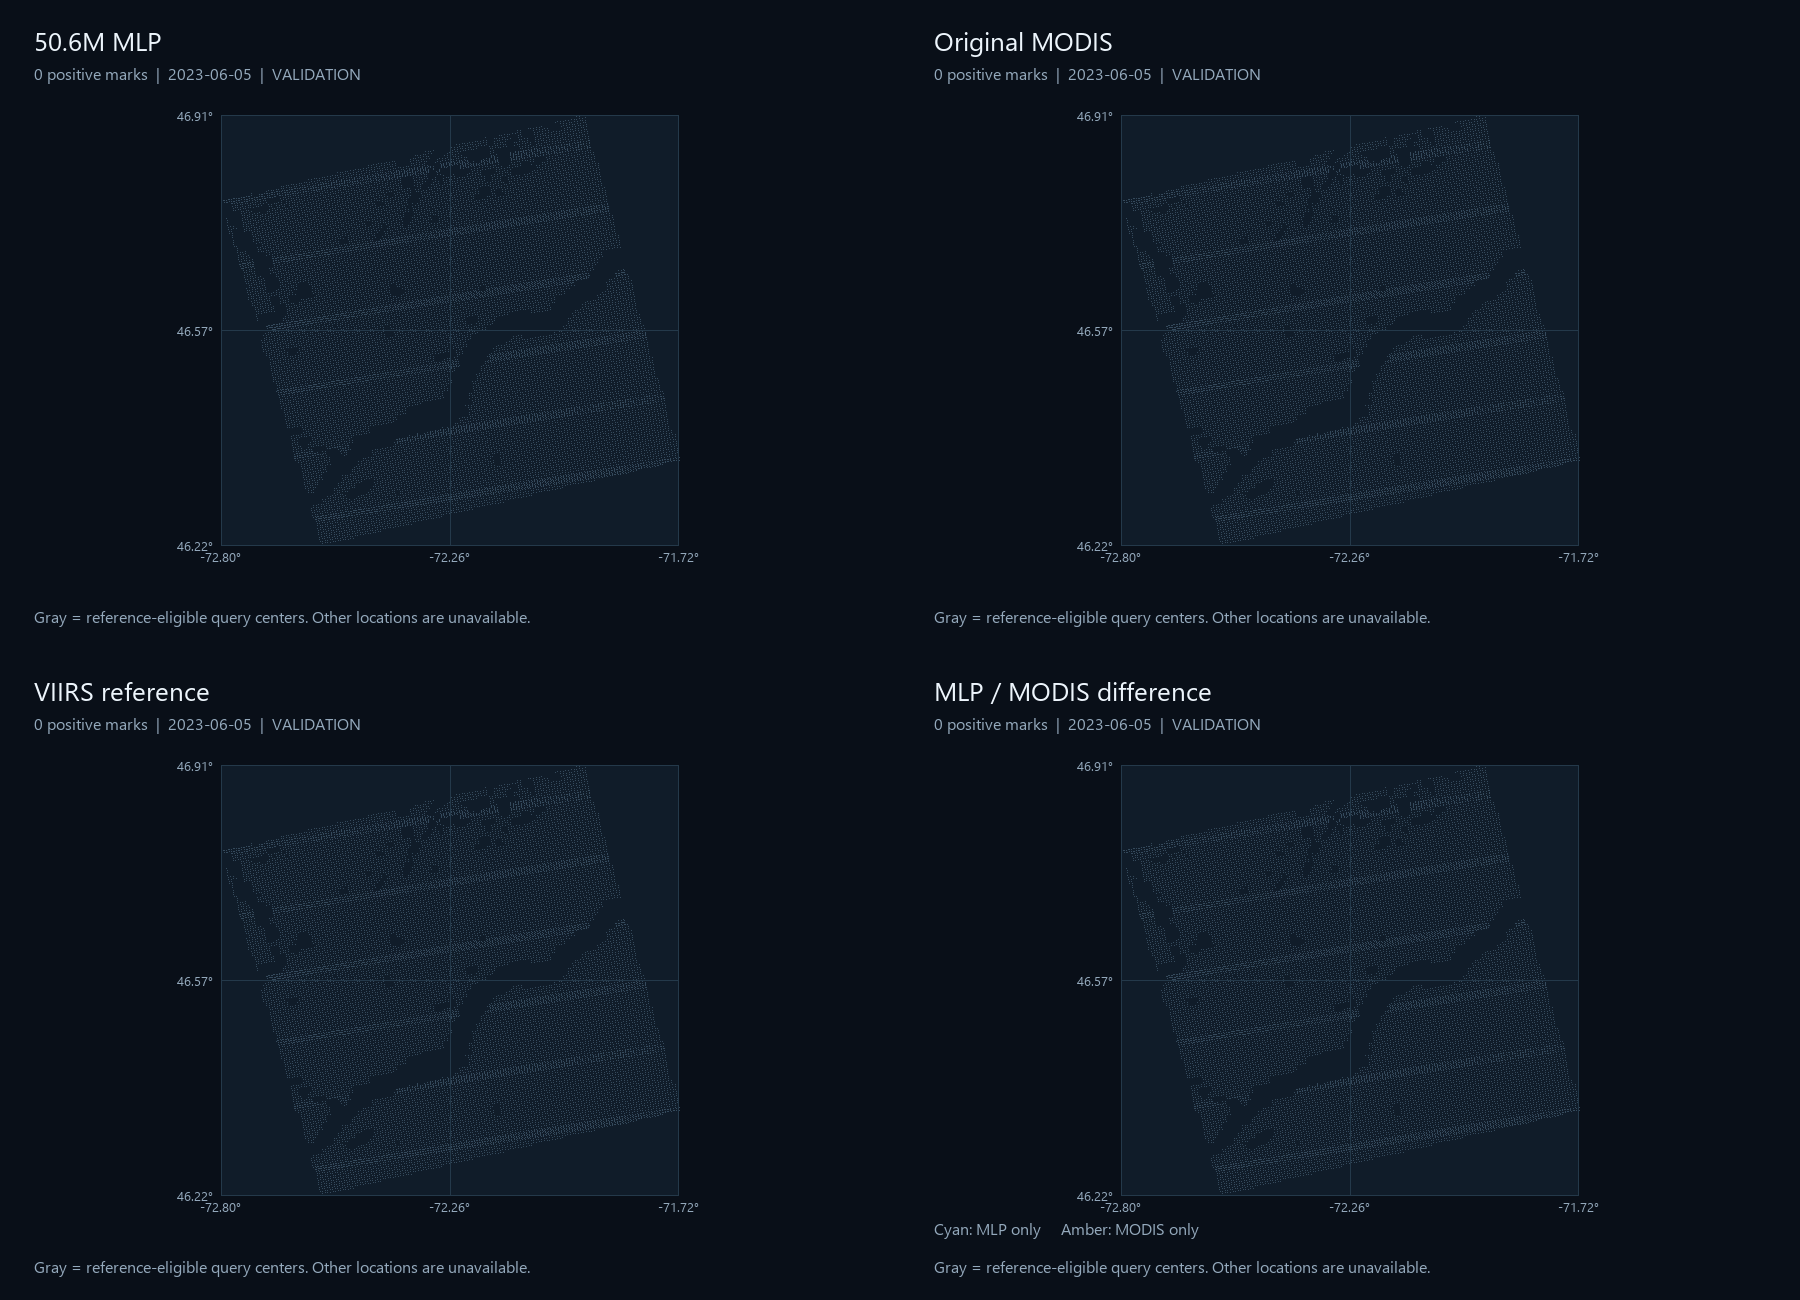 50.6M MLP
0 positive marks | 2023-06-05 | VALIDATION
46.91°
46.57°
46.22°
-72.80°
-72.26°
-71.72°
Gray = reference-eligible query centers. Other locations are unavailable.
Original MODIS
0 positive marks | 2023-06-05 | VALIDATION
46.91°
46.57°
46.22°
-72.80°
-72.26°
-71.72°
Gray = reference-eligible query centers. Other locations are unavailable.
VIIRS reference
0 positive marks | 2023-06-05 | VALIDATION
46.91°
46.57°
46.22°
-72.80°
-72.26°
-71.72°
Gray = reference-eligible query centers. Other locations are unavailable.
MLP / MODIS difference
0 positive marks | 2023-06-05 | VALIDATION
46.91°
46.57°
46.22°
-72.80°
-72.26°
-71.72°
Cyan: MLP only Amber: MODIS only
Gray = reference-eligible query centers. Other locations are unavailable.